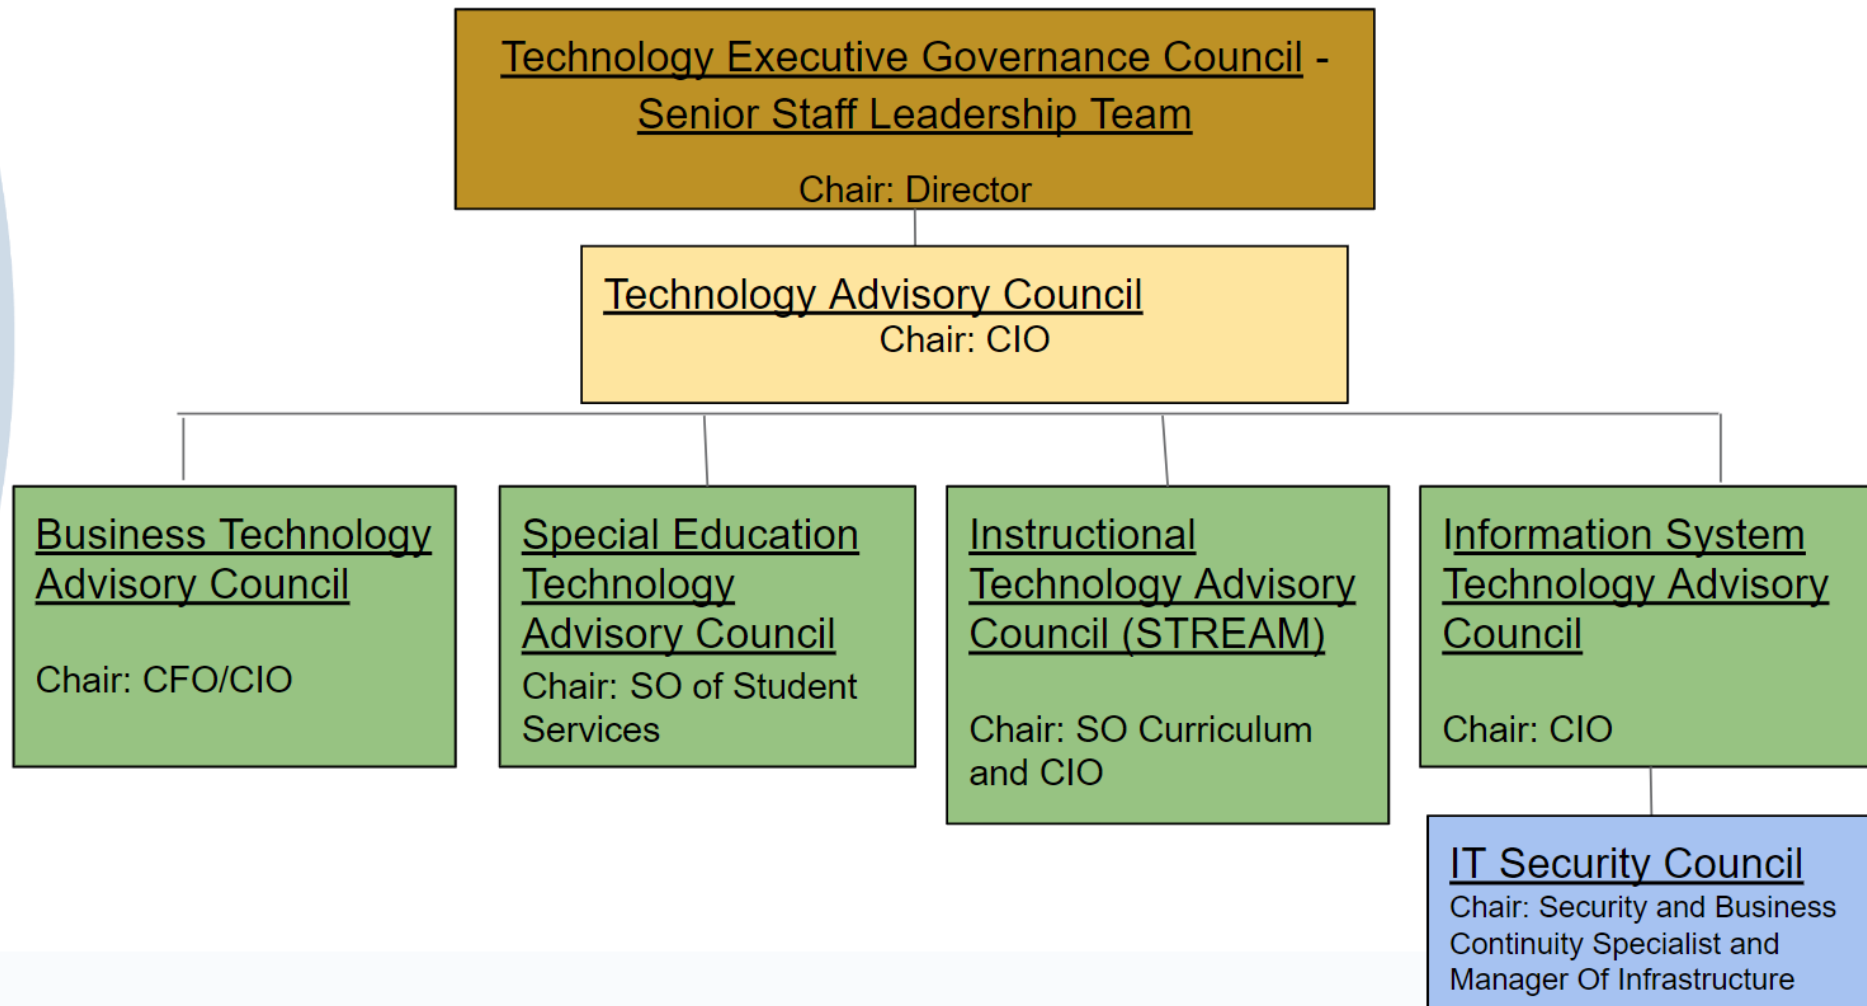 Technology Executive Governance Council -
Senior Staff Leadership Team
Chair: Director
Technology Advisory Council
Chair: CIO
Business Technology
Advisory Council
Chair: CFO/CIO
Special Education
Technology
Advisory Council
Chair: SO of Student
Services
Instructional
Technology Advisory
Council (STREAM)
Chair: SO Curriculum
and CIO
Information System
Technology Advisory
Council
Chair: CIO
IT Security Council
Chair: Security and Business
Continuity Specialist and
Manager Of Infrastructure